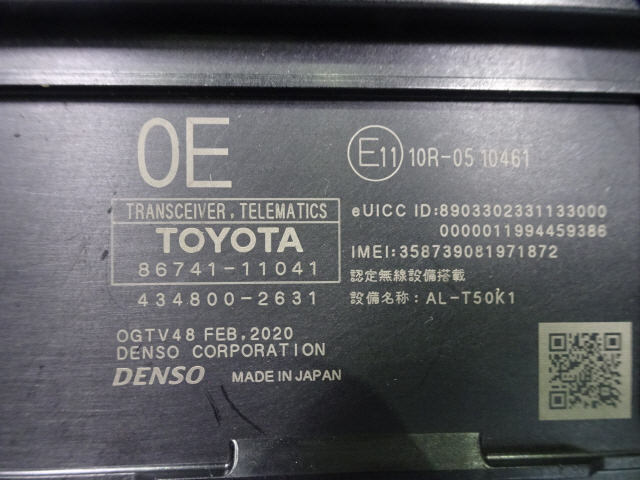 OE
E11 10R-05 10461
TRANSCEIVER, TELEMATICS
TOYOTA
86741-11041
434800-2631
eUICC ID:8903302331133000
0000011994459386
IMEI:358739081971872
認定無線設備搭載
設備名称: AL-T50K1
OGTV48 FEB,2020
DENSO CORPORATION
DENSO MADE IN JAPAN